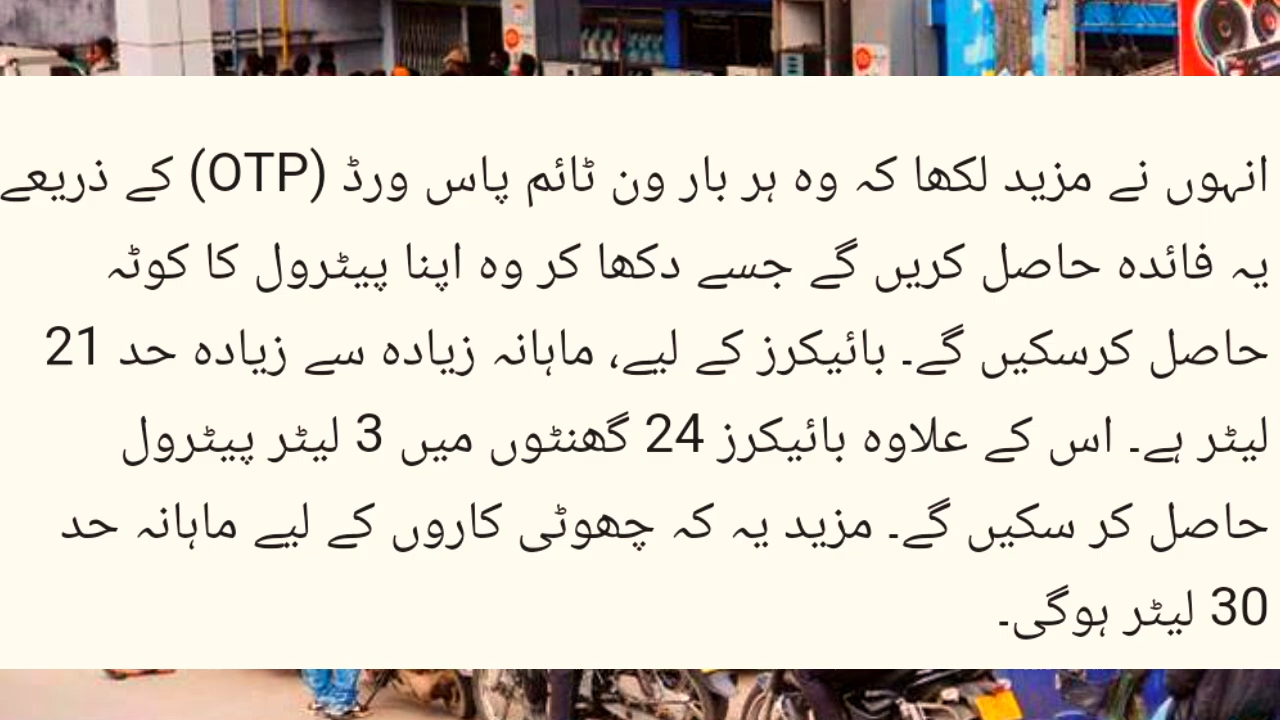 انہوں نے مزید لکھا کہ وہ ہر بار ون ٹائم پاس ورڈ (OTP) کے ذریعے
یہ فائدہ حاصل کریں گے جسے دکھا کر وہ اپنا پیٹرول کا کوٹہ
حاصل کرسکیں گے۔ بائیکرز کے لیے، ماہانہ زیادہ سے زیادہ حد 21
لیٹر ہے۔ اس کے علاوہ بائیکرز 24 گھنٹوں میں 3 لیٹر پیٹرول
حاصل کر سکیں گے۔ مزید یہ کہ چھوٹی کاروں کے لیے ماہانہ حد
30 لیٹر ہوگی۔